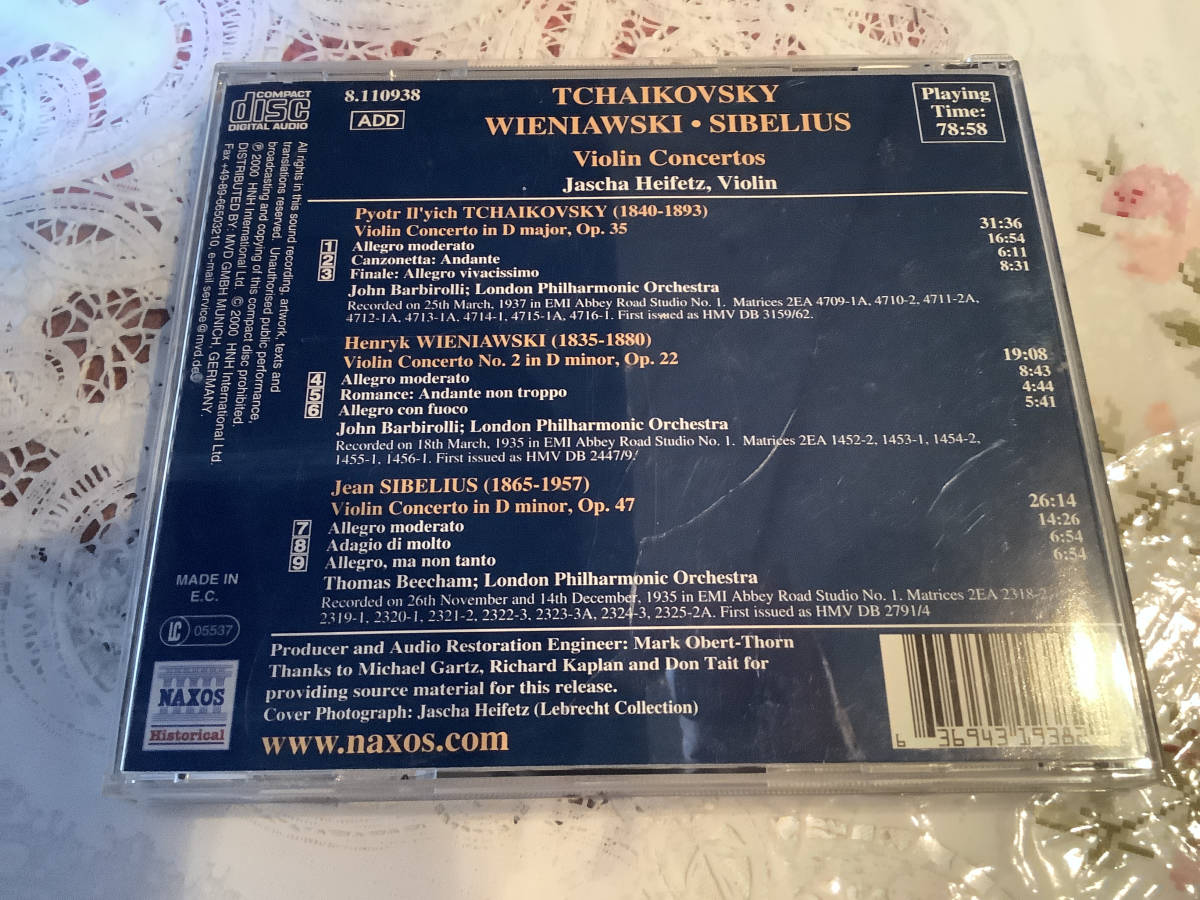 COMPACT
disc
DIGITAL AUDIO
8.110938
ADD
TCHAIKOVSKY
WIENIAWSKI • SIBELIUS
Violin Concertos
Jascha Heifetz, Violin
Playing
Time:
78:58
All rights in this sound recording, artwork, texts and
translations reserved. Unauthorised public performance,
broadcasting and copying of this compact disc prohibited.
℗ 2000 HNH International Ltd. © 2000 HNH International Ltd.
DISTRIBUTED BY: MVD GMBH MUNICH, GERMANY.
Fax +49-89-66503210, e-mail service@mvd.de
Pyotr Il'yich TCHAIKOVSKY (1840-1893)
Violin Concerto in D major, Op. 35 31:36
1 Allegro moderato 16:54
2 Canzonetta: Andante 6:11
3 Finale: Allegro vivacissimo 8:31
John Barbirolli; London Philharmonic Orchestra
Recorded on 25th March, 1937 in EMI Abbey Road Studio No. 1. Matrices 2EA 4709-1A, 4710-2, 4711-2A,
4712-1A, 4713-1A, 4714-1, 4715-1A, 4716-1. First issued as HMV DB 3159/62.
Henryk WIENIAWSKI (1835-1880)
Violin Concerto No. 2 in D minor, Op. 22 19:08
4 Allegro moderato 8:43
5 Romance: Andante non troppo 4:44
6 Allegro con fuoco 5:41
John Barbirolli; London Philharmonic Orchestra
Recorded on 18th March, 1935 in EMI Abbey Road Studio No. 1. Matrices 2EA 1452-2, 1453-1, 1454-2,
1455-1, 1456-1. First issued as HMV DB 2447/9.
Jean SIBELIUS (1865-1957)
Violin Concerto in D minor, Op. 47 26:14
7 Allegro moderato 14:26
8 Adagio di molto 6:54
9 Allegro, ma non tanto 6:54
Thomas Beecham; London Philharmonic Orchestra
Recorded on 26th November and 14th December, 1935 in EMI Abbey Road Studio No. 1. Matrices 2EA 2318-2,
2319-1, 2320-1, 2321-2, 2322-3, 2323-3A, 2324-3, 2325-2A. First issued as HMV DB 2791/4
MADE IN
E.C.
LC 05537
NAXOS
Historical
Producer and Audio Restoration Engineer: Mark Obert-Thorn
Thanks to Michael Gartz, Richard Kaplan and Don Tait for
providing source material for this release.
Cover Photograph: Jascha Heifetz (Lebrecht Collection)
www.naxos.com
6 36943 19382